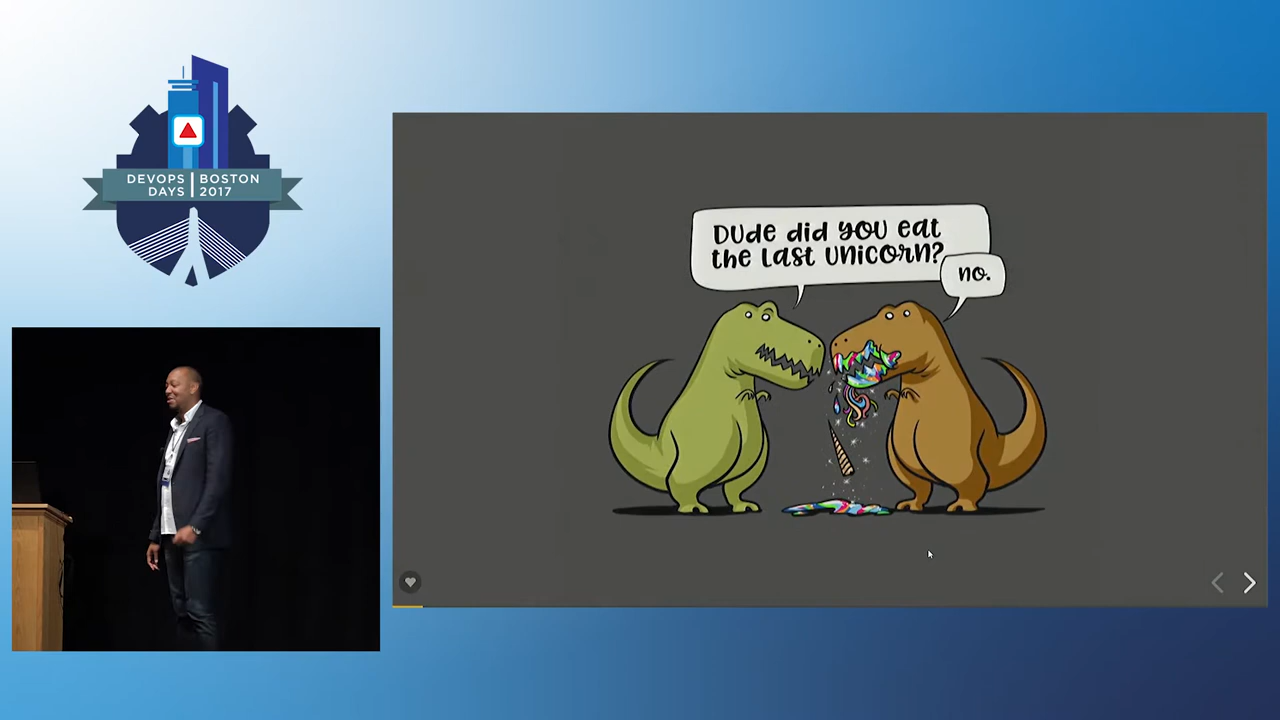 DEVOPS BOSTON
DAYS 2017
Dude did you eat
the last unicorn?
no.